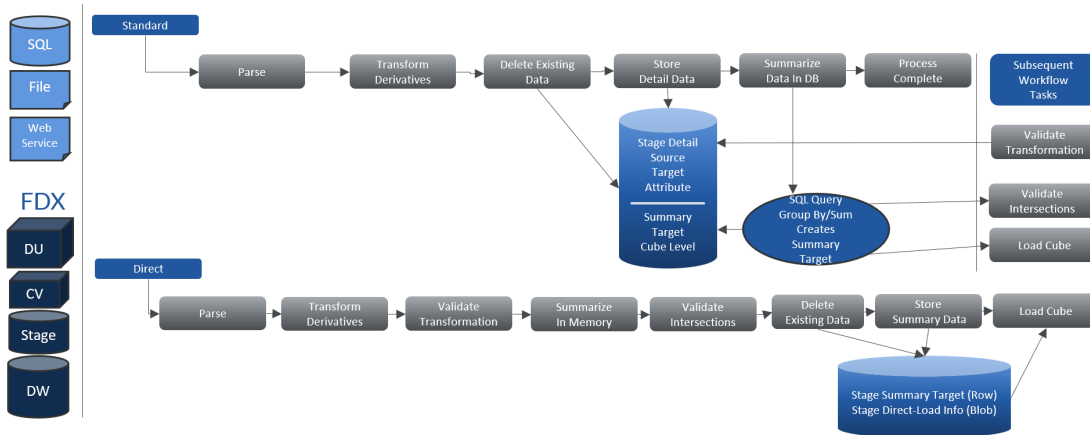 SQL
File
Web
Service
FDX
DU
CV
Stage
DW
Standard
Parse
Transform
Derivatives
Delete Existing
Data
Store
Detail Data
Summarize
Data In DB
Process
Complete
Subsequent
Workflow
Tasks
Validate
Transformation
Validate
Intersections
Load Cube
Stage Detail
Source
Target
Attribute
Summary
Target
Cube Level
SQL Query
Group By/Sum
Creates
Summary
Target
Direct
Parse
Transform
Derivatives
Validate
Transformation
Summarize
In Memory
Validate
Intersections
Delete
Existing Data
Store
Summary Data
Load Cube
Stage Summary Target (Row)
Stage Direct-Load Info (Blob)